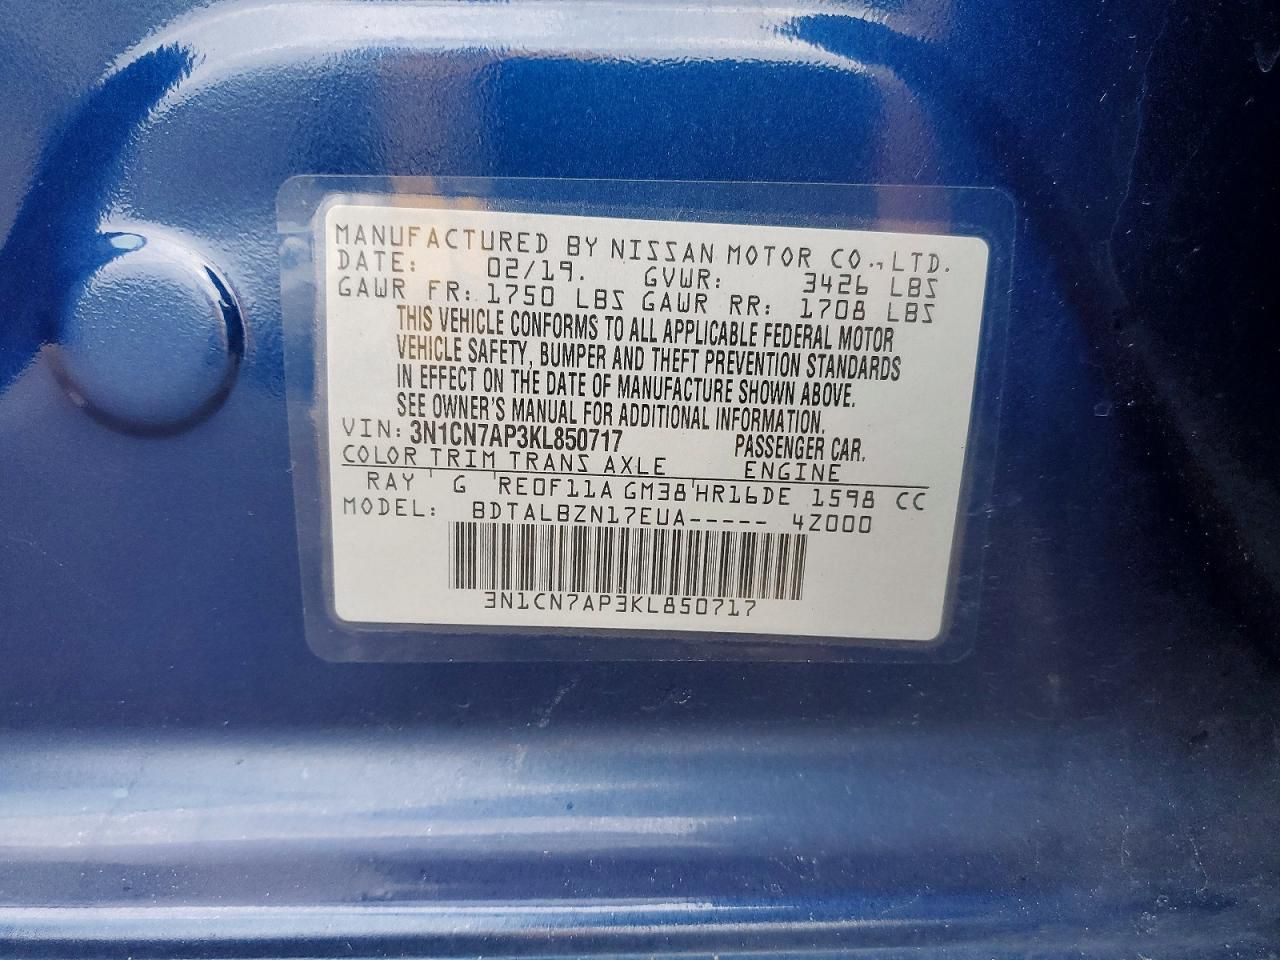 MANUFACTURED BY NISSAN MOTOR CO.,LTD.
DATE: 02/19. GVWR: 3426 LBS
GAWR FR: 1750 LBS GAWR RR: 1708 LBS
THIS VEHICLE CONFORMS TO ALL APPLICABLE FEDERAL MOTOR
VEHICLE SAFETY, BUMPER AND THEFT PREVENTION STANDARDS
IN EFFECT ON THE DATE OF MANUFACTURE SHOWN ABOVE.
SEE OWNER'S MANUAL FOR ADDITIONAL INFORMATION.
VIN: 3N1CN7AP3KL850717 PASSENGER CAR.
COLOR TRIM TRANS AXLE ENGINE
RAY G RE0F11A GM38 HR16DE 1598 CC
MODEL: BDTALBZN17EUA----- 4Z000
3N1CN7AP3KL850717